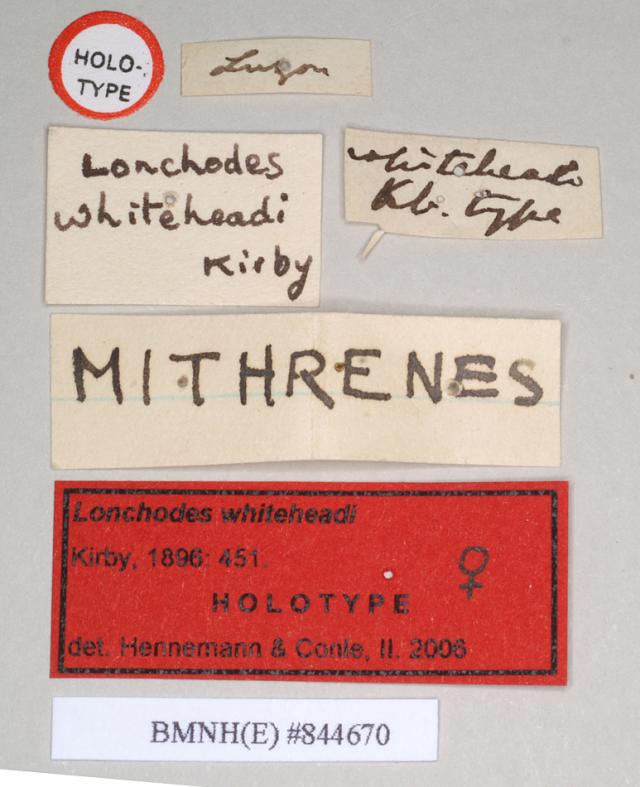 HOLO-
TYPE
Luzon
Lonchodes
whiteheadi
Kirby
whiteheadi
Kb. type
MITHRENES
Lonchodes whiteheadi
Kirby, 1896: 451.
♀
HOLOTYPE
det. Hennemann & Conle, II. 2006
BMNH(E) #844670